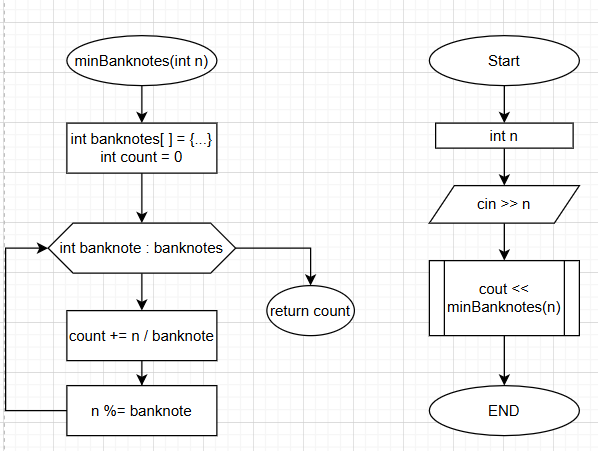 minBanknotes(int n)
int banknotes[ ] = {...}
int count = 0
int banknote : banknotes
return count
count += n / banknote
n %= banknote
Start
int n
cin >> n
cout <<
minBanknotes(n)
END